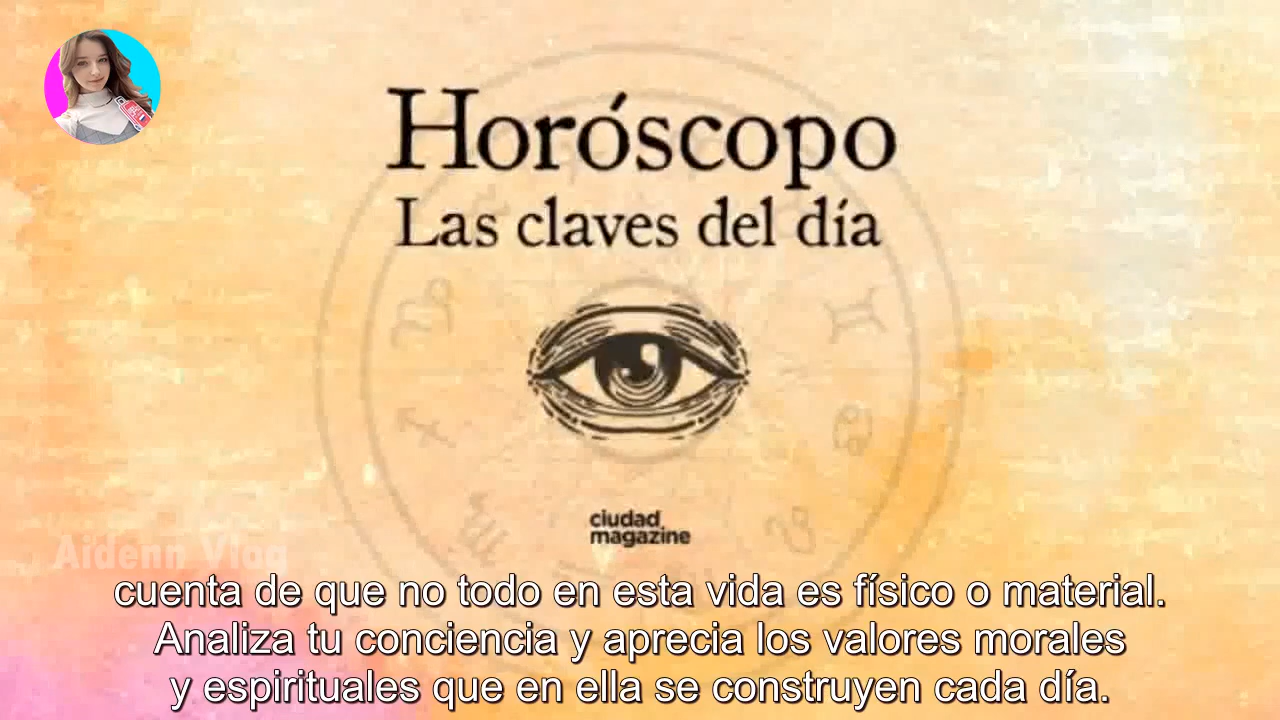 Horóscopo
Las claves del día
ciudad
magazine
Aidenn Vlog
cuenta de que no todo en esta vida es físico o material.
Analiza tu conciencia y aprecia los valores morales
y espirituales que en ella se construyen cada día.